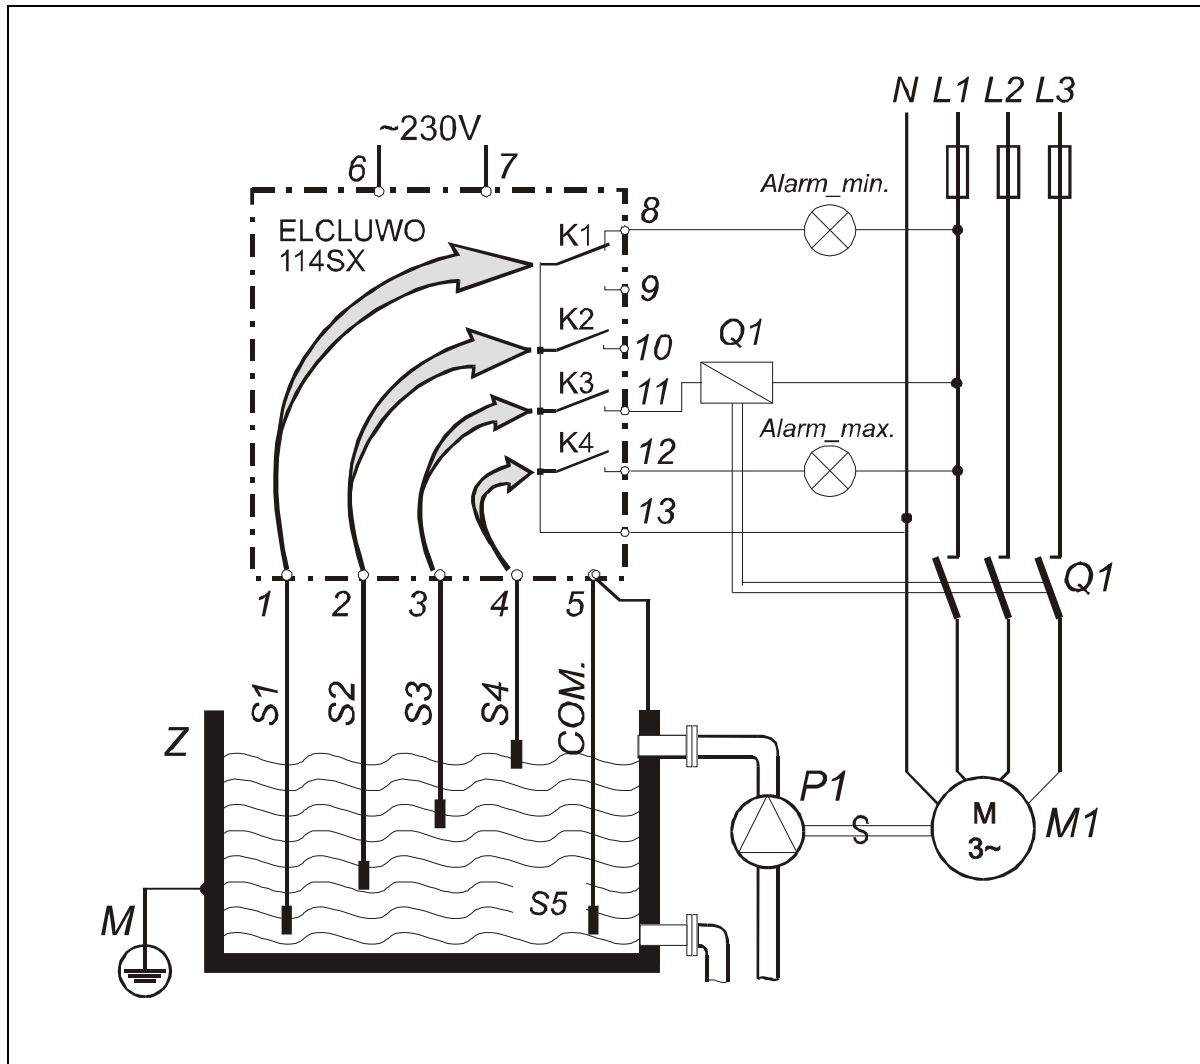 N L1 L2 L3
~230V
6 7
Alarm_min.
8
ELCLUWO
114SX
K1
9
K2
10
Q1
K3
11
Alarm_max.
K4
12
13
Q1
1 2 3 4 5
S1 S2 S3 S4 COM.
Z
P1
M
3~
M1
S
S5
M